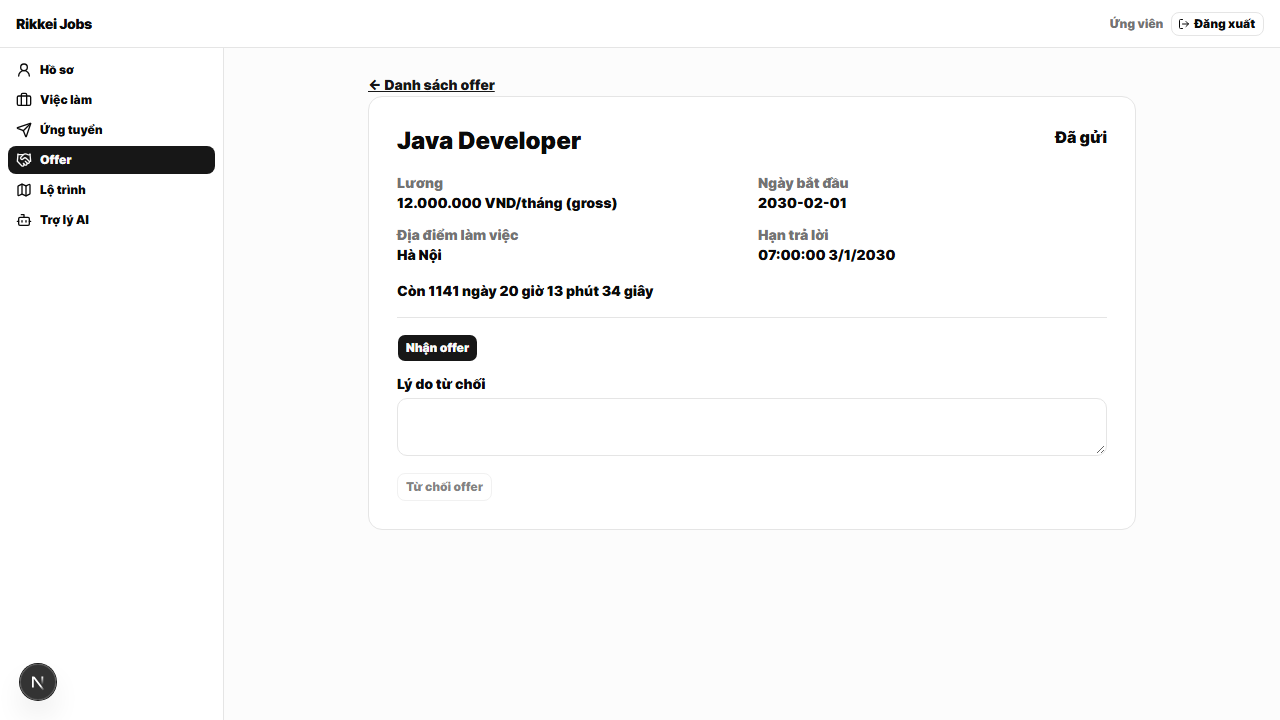 Rikkei Jobs
Ứng viên
Đăng xuất
Hồ sơ
Việc làm
Ứng tuyển
Offer
Lộ trình
Trợ lý AI
← Danh sách offer
Java Developer
Đã gửi
Lương
12.000.000 VND/tháng (gross)
Ngày bắt đầu
2030-02-01
Địa điểm làm việc
Hà Nội
Hạn trả lời
07:00:00 3/1/2030
Còn 1141 ngày 20 giờ 13 phút 34 giây
Nhận offer
Lý do từ chối
Từ chối offer
N